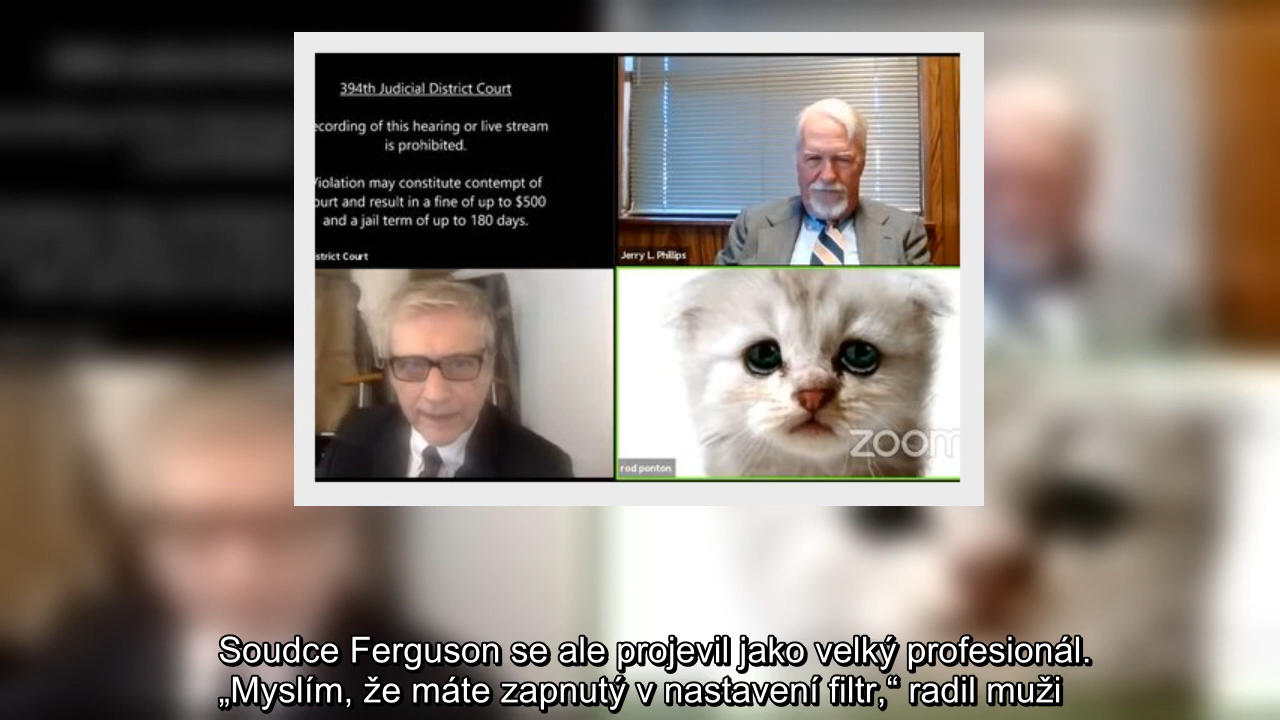 394th Judicial District Court
ecording of this hearing or live stream
is prohibited.
Violation may constitute contempt of
ourt and result in a fine of up to $500
and a jail term of up to 180 days.
strict Court
Jerry L. Phillips
zoom
rod ponton
Soudce Ferguson se ale projevil jako velký profesionál.
„Myslím, že máte zapnutý v nastavení filtr,“ radil muži